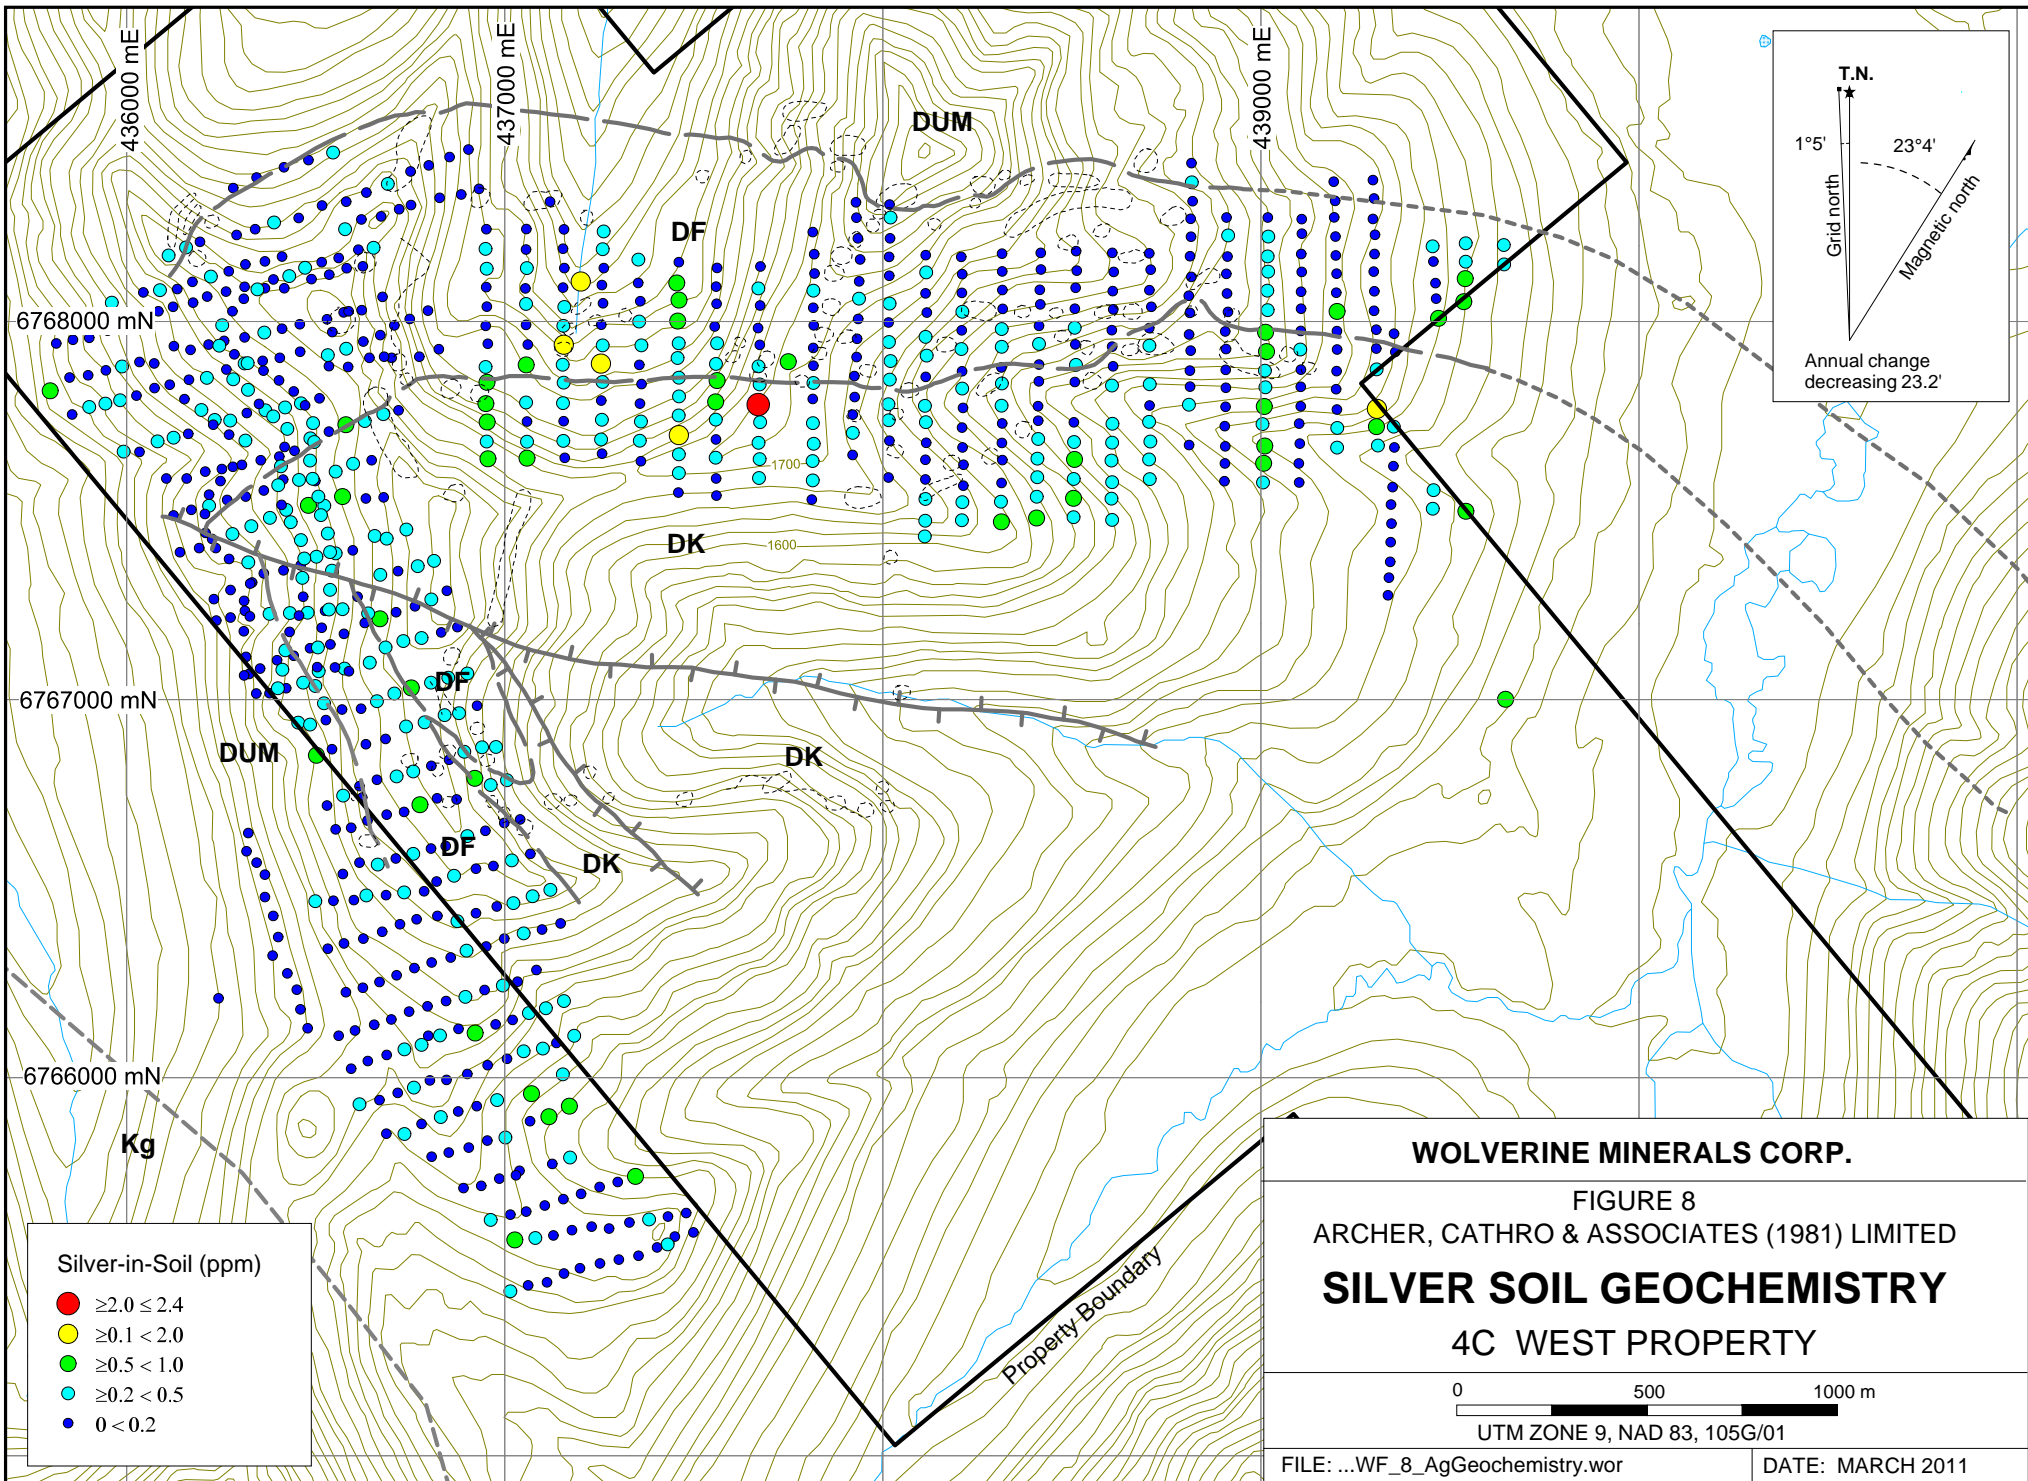 436000 mE
437000 mE
439000 mE
DUM
DF
6768000 mN
1700
DK
1600
6767000 mN
DF
DUM
DK
DF
DK
6766000 mN
Kg
Property Boundary
T.N.
1°5'
23°4'
Grid north
Magnetic north
Annual change
decreasing 23.2'
Silver-in-Soil (ppm)
≥2.0 ≤ 2.4
≥0.1 < 2.0
≥0.5 < 1.0
≥0.2 < 0.5
0 < 0.2
WOLVERINE MINERALS CORP.
FIGURE 8
ARCHER, CATHRO & ASSOCIATES (1981) LIMITED
SILVER SOIL GEOCHEMISTRY
4C WEST PROPERTY
0 500 1000 m
UTM ZONE 9, NAD 83, 105G/01
FILE: ...WF_8_AgGeochemistry.wor
DATE: MARCH 2011